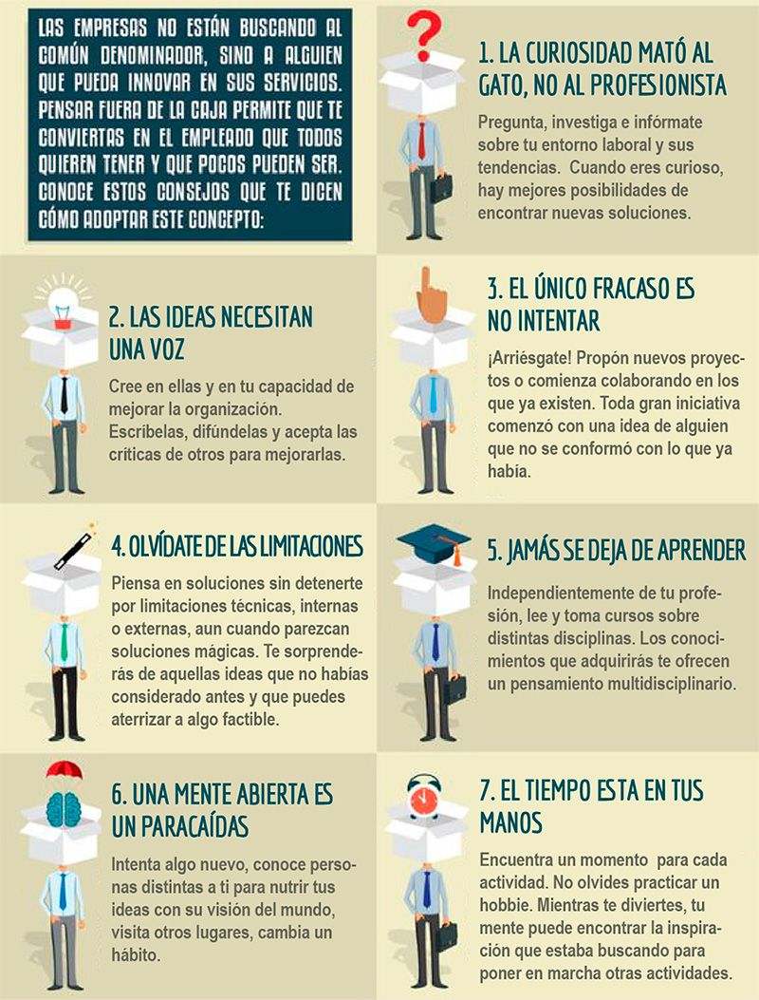 LAS EMPRESAS NO ESTÁN BUSCANDO AL
COMÚN DENOMINADOR, SINO A ALGUIEN
QUE PUEDA INNOVAR EN SUS SERVICIOS.
PENSAR FUERA DE LA CAJA PERMITE QUE TE
CONVIERTAS EN EL EMPLEADO QUE TODOS
QUIEREN TENER Y QUE POCOS PUEDEN SER.
CONOCE ESTOS CONSEJOS QUE TE DICEN
CÓMO ADOPTAR ESTE CONCEPTO:
?
1. LA CURIOSIDAD MATÓ AL
GATO, NO AL PROFESIONISTA
Pregunta, investiga e infórmate
sobre tu entorno laboral y sus
tendencias. Cuando eres curioso,
hay mejores posibilidades de
encontrar nuevas soluciones.
2. LAS IDEAS NECESITAN
UNA VOZ
Cree en ellas y en tu capacidad de
mejorar la organización.
Escríbelas, difúndelas y acepta las
críticas de otros para mejorarlas.
3. EL ÚNICO FRACASO ES
NO INTENTAR
¡Arriésgate! Propón nuevos proyec-
tos o comienza colaborando en los
que ya existen. Toda gran iniciativa
comenzó con una idea de alguien
que no se conformó con lo que ya
había.
4. OLVÍDATE DE LAS LIMITACIONES
Piensa en soluciones sin detenerte
por limitaciones técnicas, internas
o externas, aun cuando parezcan
soluciones mágicas. Te sorprende-
rás de aquellas ideas que no habías
considerado antes y que puedes
aterrizar a algo factible.
5. JAMÁS SE DEJA DE APRENDER
Independientemente de tu profe-
sión, lee y toma cursos sobre
distintas disciplinas. Los conoci-
mientos que adquirirás te ofrecen
un pensamiento multidisciplinario.
6. UNA MENTE ABIERTA ES
UN PARACAÍDAS
Intenta algo nuevo, conoce perso-
nas distintas a ti para nutrir tus
ideas con su visión del mundo,
visita otros lugares, cambia un
hábito.
7. EL TIEMPO ESTA EN TUS
MANOS
Encuentra un momento para cada
actividad. No olvides practicar un
hobbie. Mientras te diviertes, tu
mente puede encontrar la inspira-
ción que estaba buscando para
poner en marcha otras actividades.